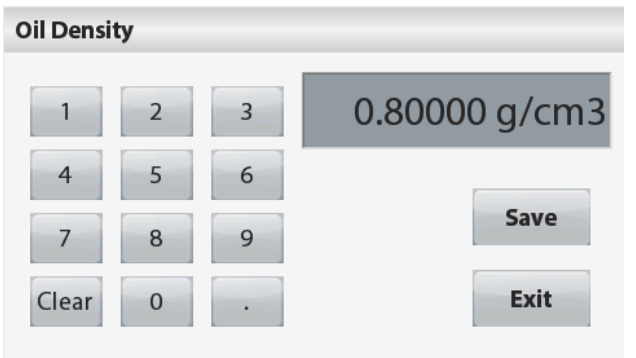 Oil Density
0.80000 g/cm3
1 2 3
4 5 6
7 8 9
Clear 0 .
Save
Exit